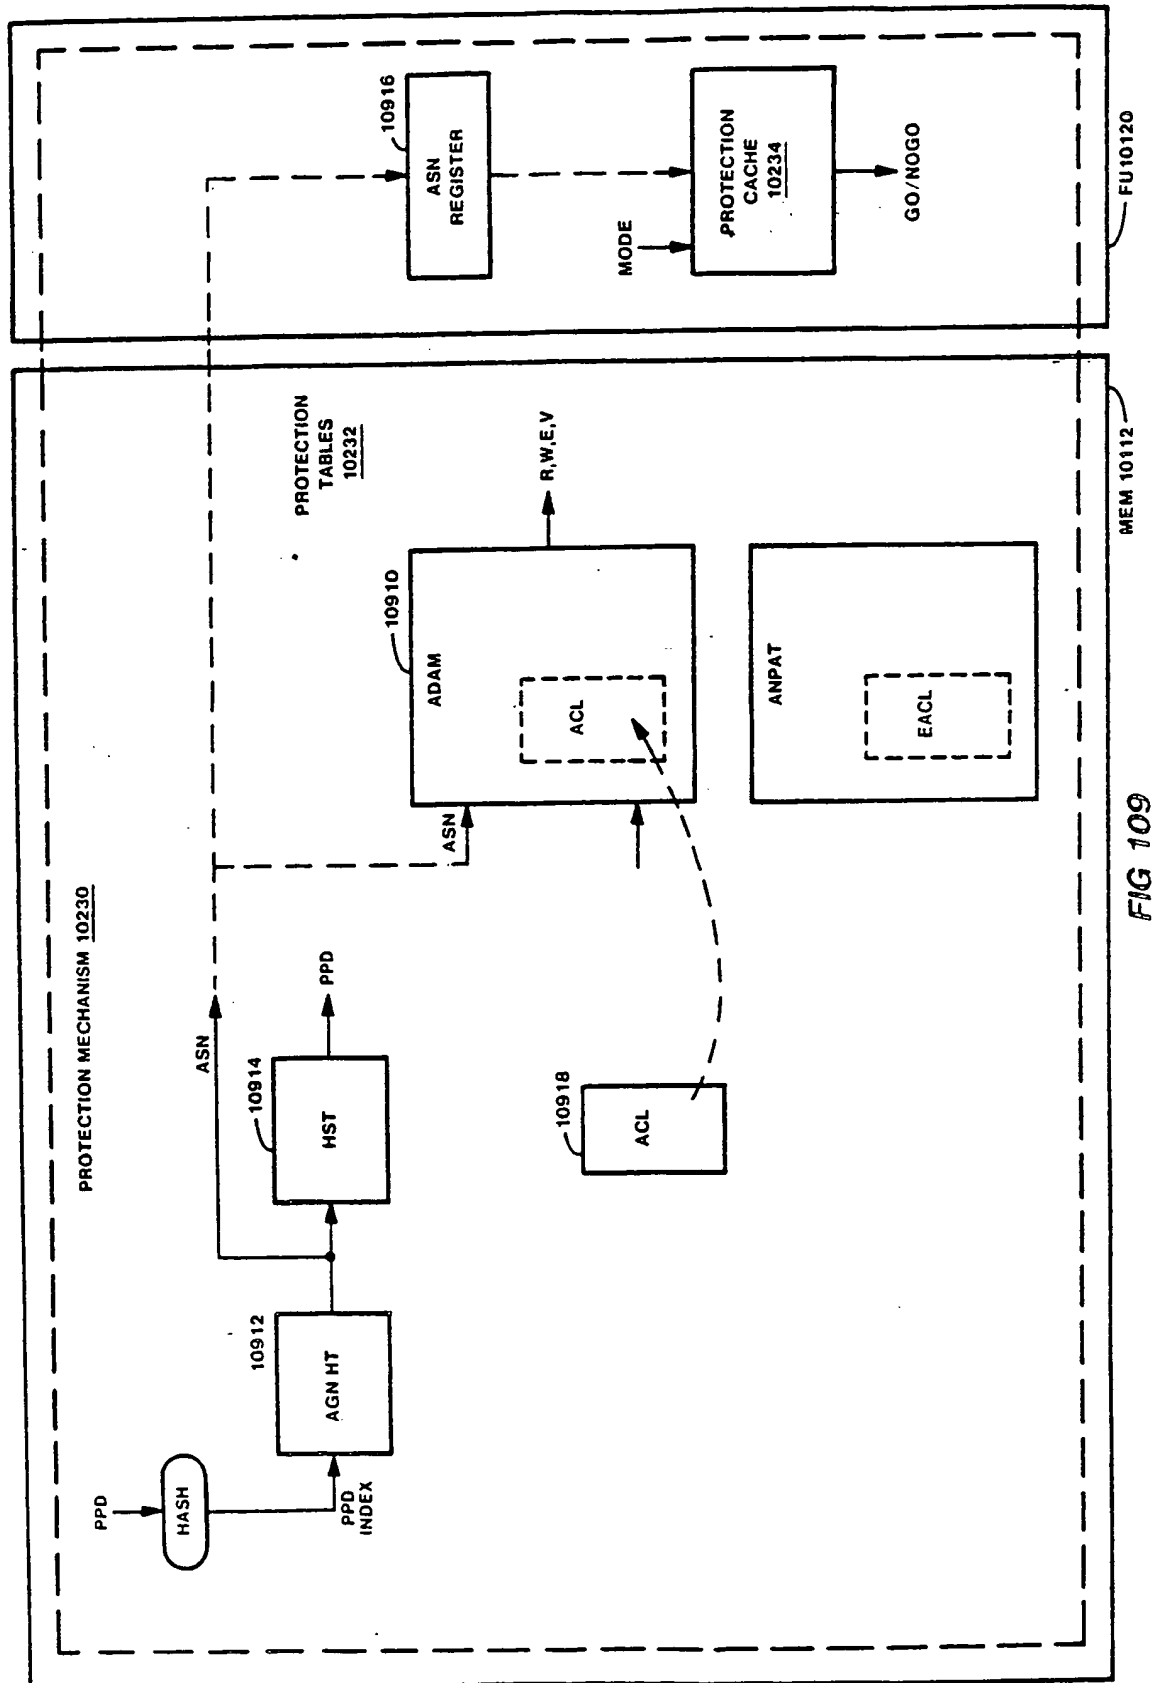 PROTECTION MECHANISM 10230
PPD
HASH
PPD
INDEX
10912
AGN HT
ASN
10914
HST
PPD
10918
ACL
ASN
10910
ADAM
ACL
R,W,E,V
PROTECTION
TABLES
10232
ANPAT
EACL
MEM 10112
10916
ASN
REGISTER
MODE
PROTECTION
CACHE
10234
GO/NOGO
FU10120
FIG 109